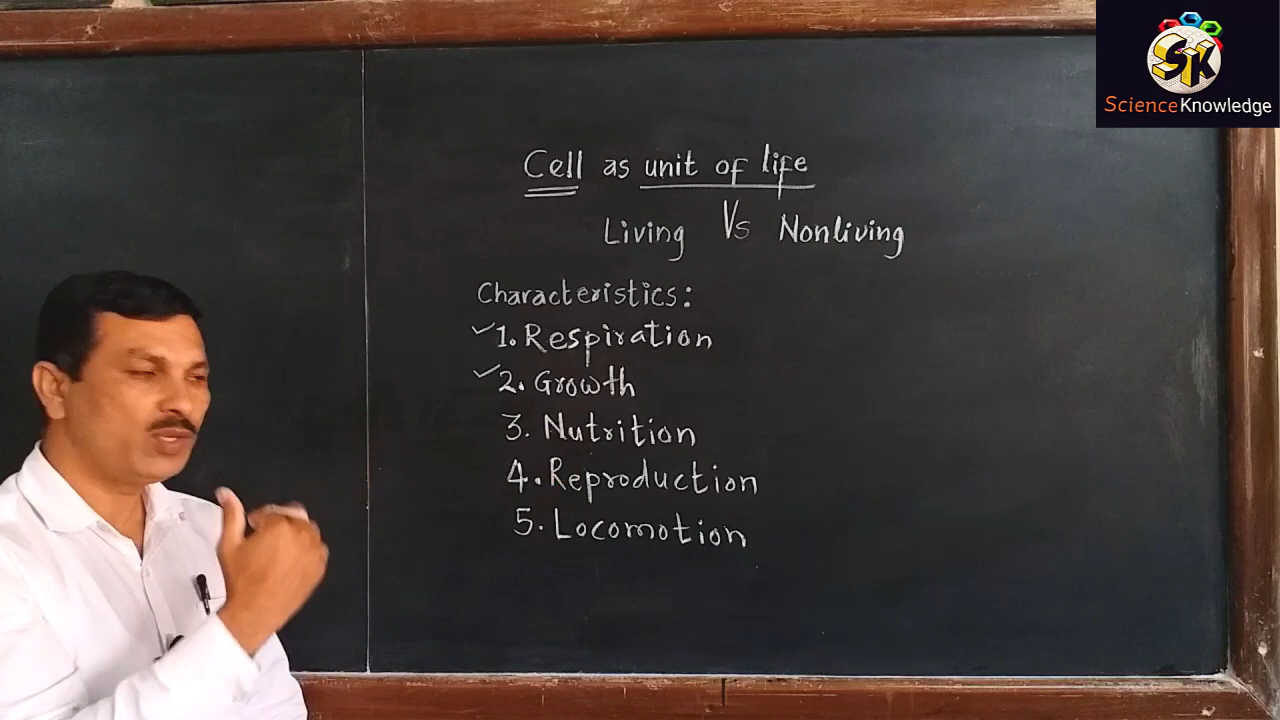 SK
ScienceKnowledge
Cell as unit of life
Living Vs Nonliving
Characteristics:
✓1. Respiration
✓2. Growth
3. Nutrition
4. Reproduction
5. Locomotion